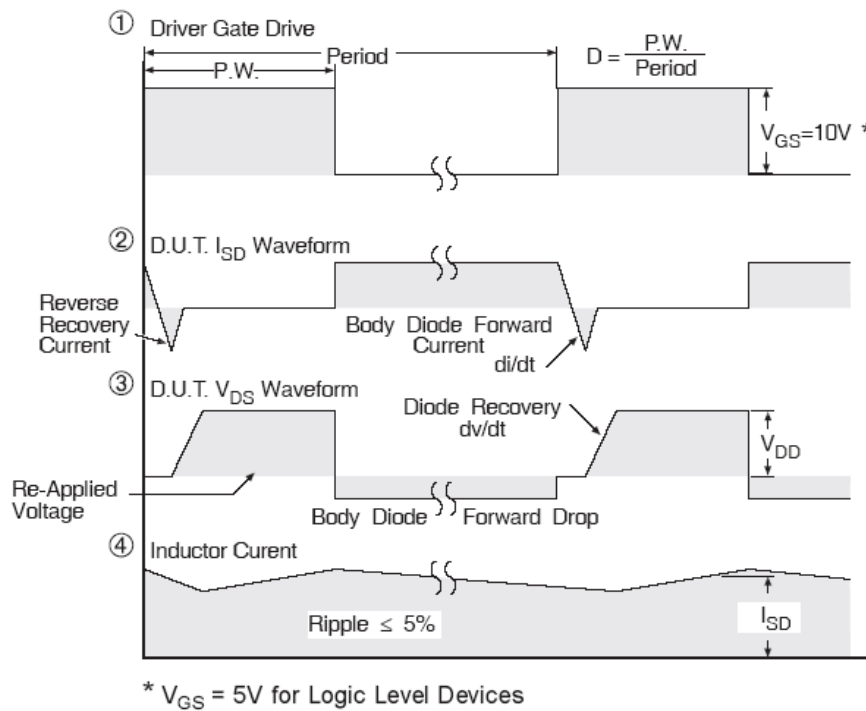 ① Driver Gate Drive
Period
P.W.
D = P.W. / Period
V_GS=10V *
② D.U.T. I_SD Waveform
Reverse
Recovery
Current
Body Diode Forward
Current
di/dt
③ D.U.T. V_DS Waveform
Diode Recovery
dv/dt
V_DD
Re-Applied
Voltage
Body Diode Forward Drop
④ Inductor Curent
Ripple ≤ 5%
I_SD
* V_GS = 5V for Logic Level Devices